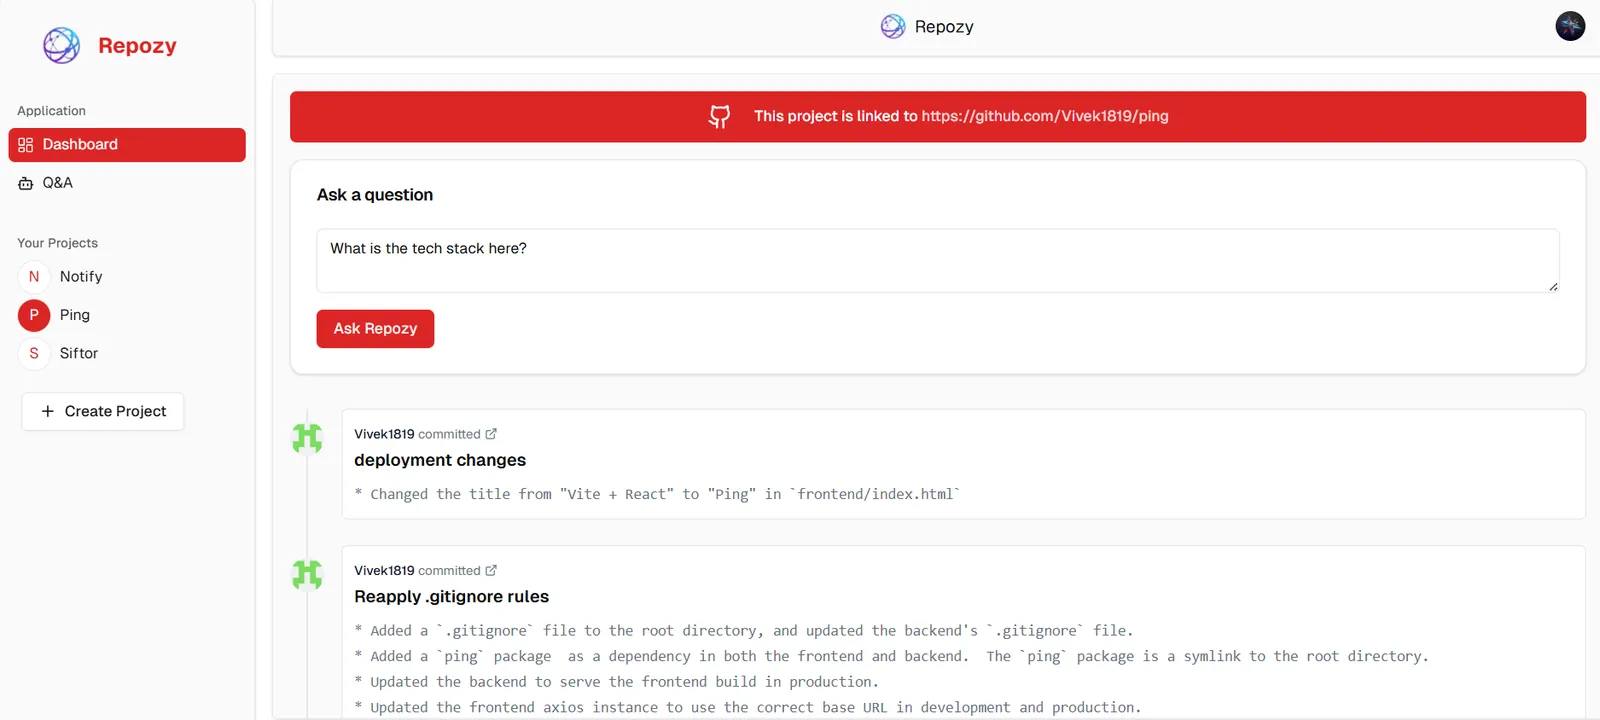 Repozy
Application
Dashboard
Q&A
Your Projects
N Notify
P Ping
S Siftor
+ Create Project
Repozy
This project is linked to https://github.com/Vivek1819/ping
Ask a question
What is the tech stack here?
Ask Repozy
Vivek1819 committed
deployment changes
* Changed the title from "Vite + React" to "Ping" in `frontend/index.html`
Vivek1819 committed
Reapply .gitignore rules
* Added a `.gitignore` file to the root directory, and updated the backend's `.gitignore` file.
* Added a `ping` package  as a dependency in both the frontend and backend.  The `ping` package is a symlink to the root directory.
* Updated the backend to serve the frontend build in production.
* Updated the frontend axios instance to use the correct base URL in development and production.